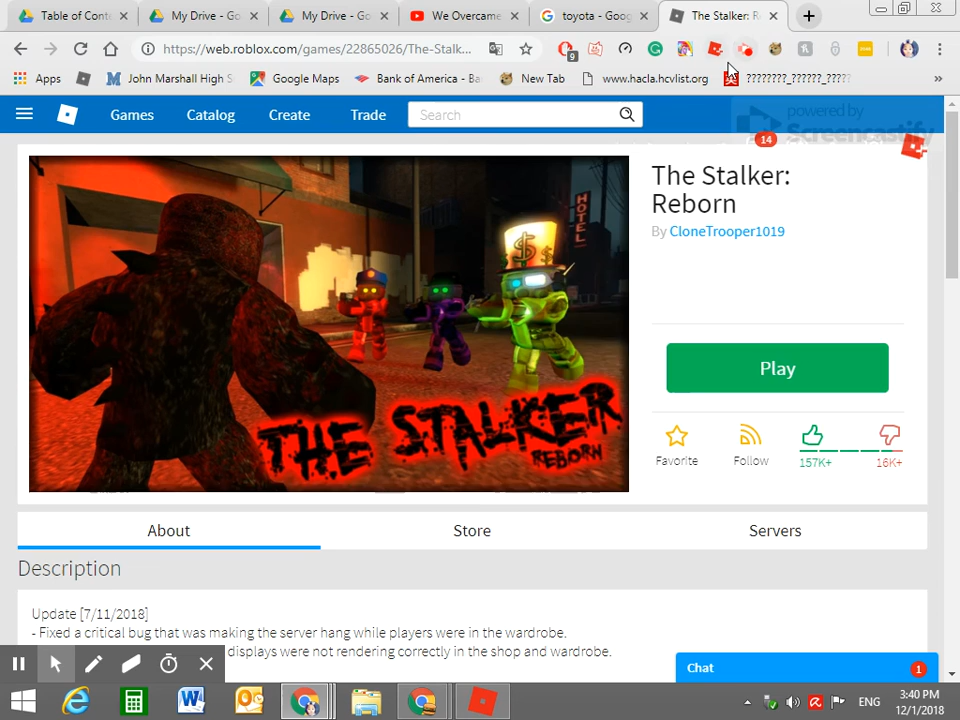 Table of Conte
My Drive - Go
My Drive - Go
We Overcame
toyota - Goog
The Stalker: R
https://web.roblox.com/games/22865026/The-Stalk...
9
Apps
John Marshall High S
Google Maps
Bank of America - Ba
New Tab
www.hacla.hcvlist.org
????????_??????_?????
»
Games
Catalog
Create
Trade
Search
powered by
Screencastify
14
THE STALKER
REBORN
HOTEL
$
The Stalker:
Reborn
By CloneTrooper1019
Play
Favorite
Follow
157K+
16K+
About
Store
Servers
Description
Update [7/11/2018]
- Fixed a critical bug that was making the server hang while players were in the wardrobe.
displays were not rendering correctly in the shop and wardrobe.
Chat
1
ENG
3:40 PM
12/1/2018